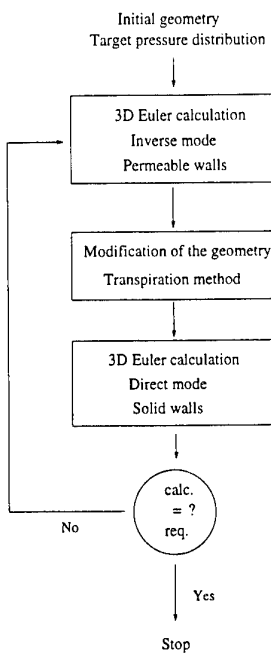 Initial geometry
Target pressure distribution
3D Euler calculation
Inverse mode
Permeable walls
Modification of the geometry
Transpiration method
3D Euler calculation
Direct mode
Solid walls
calc.
= ?
req.
No
Yes
Stop